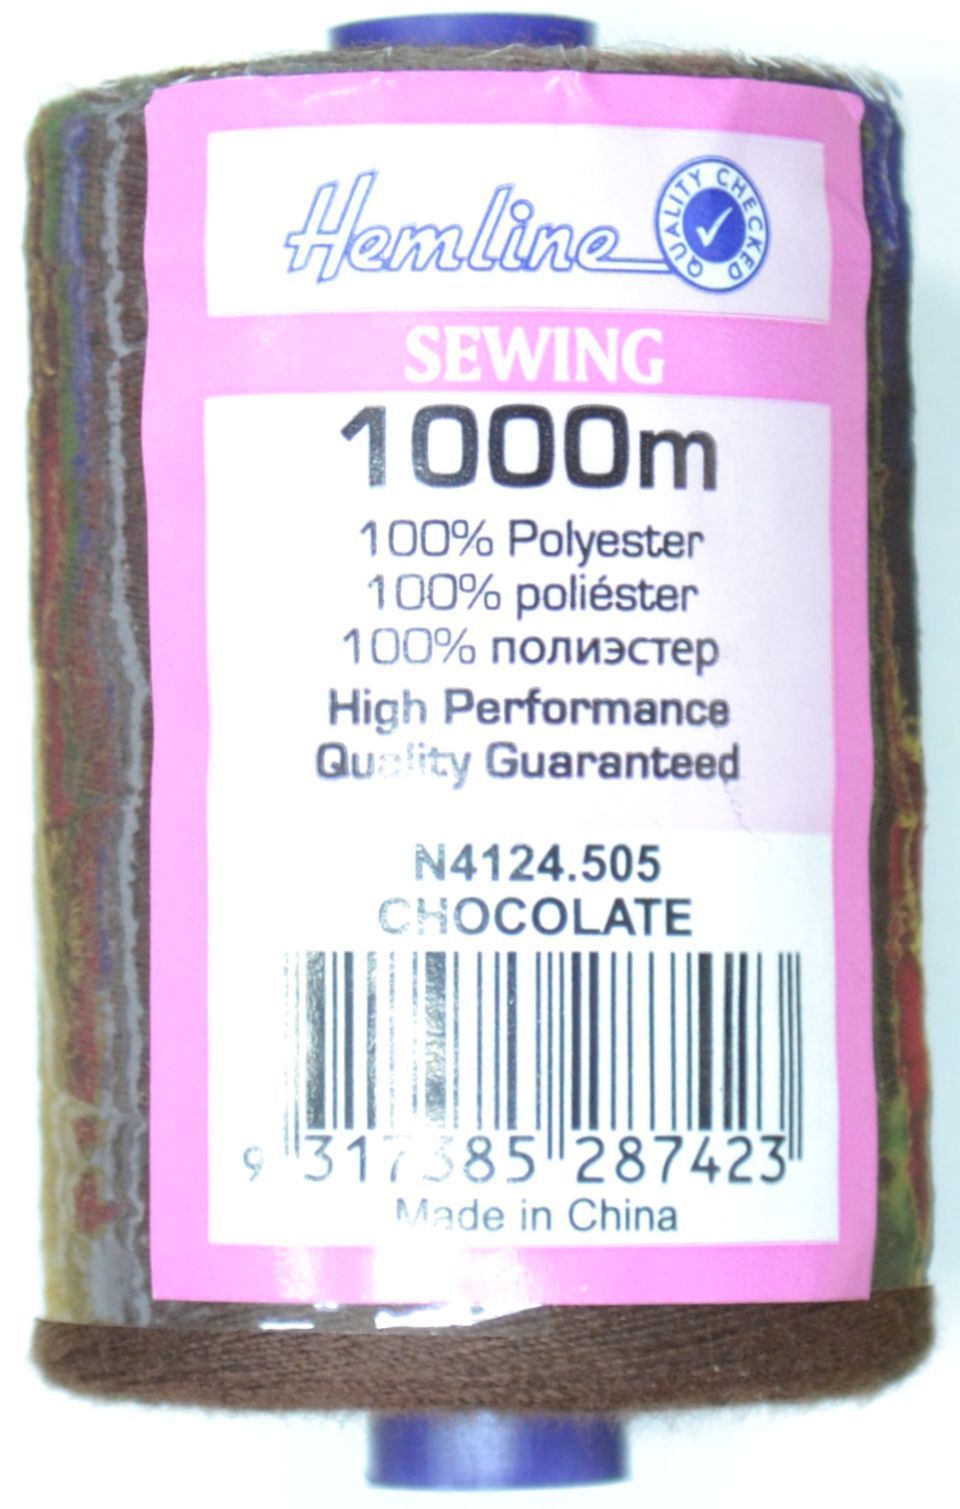 Hemline
QUALITY CHECKED
SEWING
1000m
100% Polyester
100% poliéster
100% полиэстер
High Performance
Quality Guaranteed
N4124.505
CHOCOLATE
9 317385 287423
Made in China